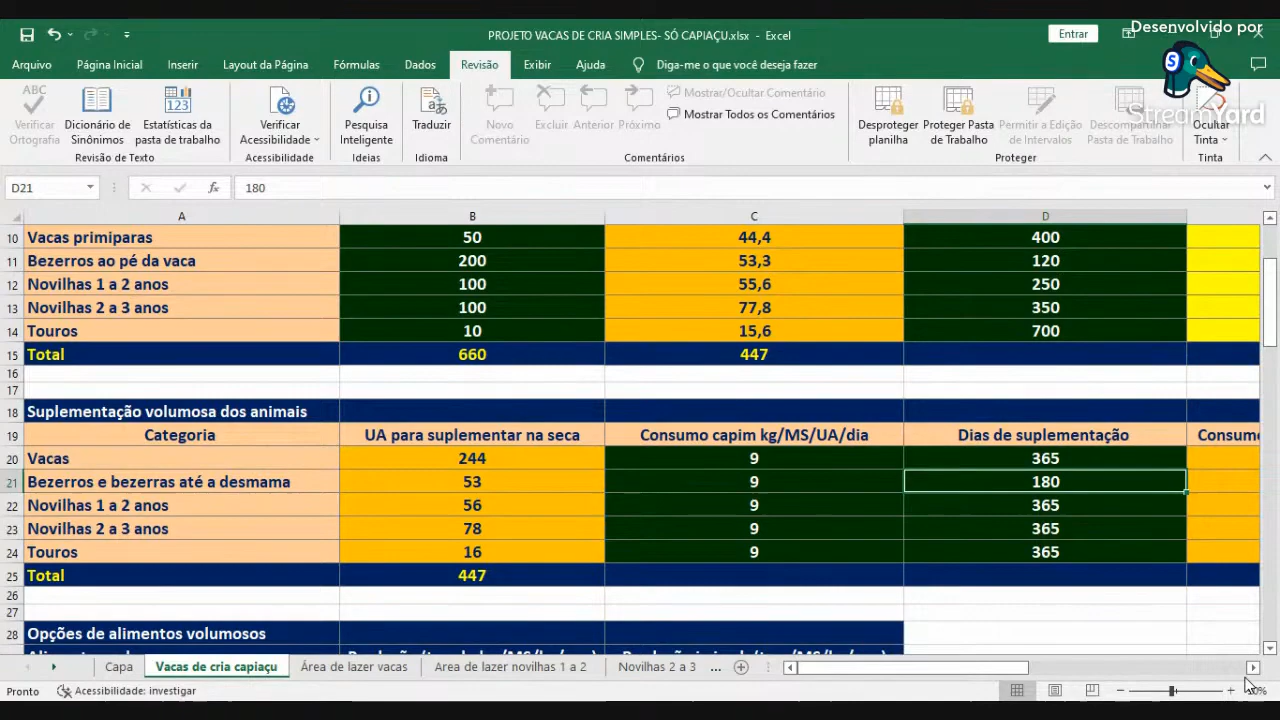 PROJETO VACAS DE CRIA SIMPLES- SÓ CAPIAÇU.xlsx - Excel
Entrar
Desenvolvido por
S
StreamYard
Arquivo Página Inicial Inserir Layout da Página Fórmulas Dados Revisão Exibir Ajuda Diga-me o que você deseja fazer
ABC
Verificar Ortografia
Dicionário de Sinônimos
123
Estatísticas da pasta de trabalho
Revisão de Texto
Verificar Acessibilidade
Acessibilidade
Pesquisa Inteligente
Ideias
Traduzir
Idioma
Novo Comentário
Excluir Anterior Próximo
Mostrar/Ocultar Comentário
Mostrar Todos os Comentários
Comentários
Desproteger planilha
Proteger Pasta de Trabalho
Permitir a Edição de Intervalos
Descompartilhar Pasta de Trabalho
Proteger
Ocultar Tinta
Tinta
D21 fx 180
A B C D
10 Vacas primiparas 50 44,4 400
11 Bezerros ao pé da vaca 200 53,3 120
12 Novilhas 1 a 2 anos 100 55,6 250
13 Novilhas 2 a 3 anos 100 77,8 350
14 Touros 10 15,6 700
15 Total 660 447
16
17
18 Suplementação volumosa dos animais
19 Categoria UA para suplementar na seca Consumo capim kg/MS/UA/dia Dias de suplementação Consumo
20 Vacas 244 9 365
21 Bezerros e bezerras até a desmama 53 9 180
22 Novilhas 1 a 2 anos 56 9 365
23 Novilhas 2 a 3 anos 78 9 365
24 Touros 16 9 365
25 Total 447
26
27
28 Opções de alimentos volumosos
Capa Vacas de cria capiaçu Área de lazer vacas Area de lazer novilhas 1 a 2 Novilhas 2 a 3 ...
Pronto Acessibilidade: investigar